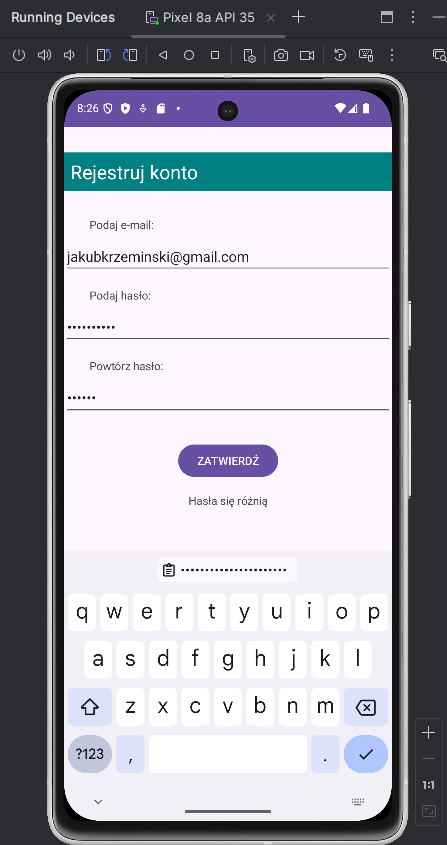 Running Devices
Pixel 8a API 35
8:26
Rejestruj konto
Podaj e-mail:
jakubkrzeminski@gmail.com
Podaj hasło:
••••••••••
Powtórz hasło:
••••••
ZATWIERDŹ
Hasła się różnią
••••••••••••••••••••••
q w e r t y u i o p
a s d f g h j k l
z x c v b n m
?123 , .
1:1